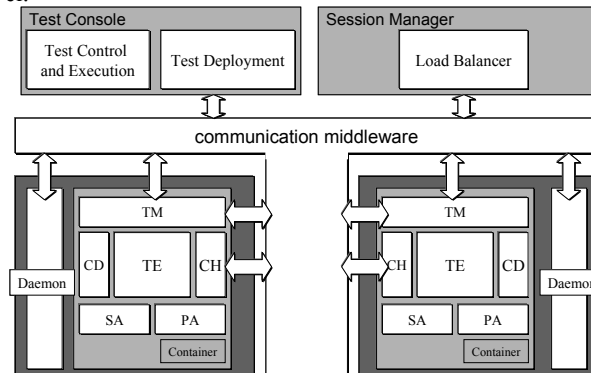 Test Console
Session Manager
Test Control
and Execution
Test Deployment
Load Balancer
communication middleware
TM
CD
TE
CH
Daemon
SA
PA
Container
TM
CH
TE
CD
Daemon
SA
PA
Container